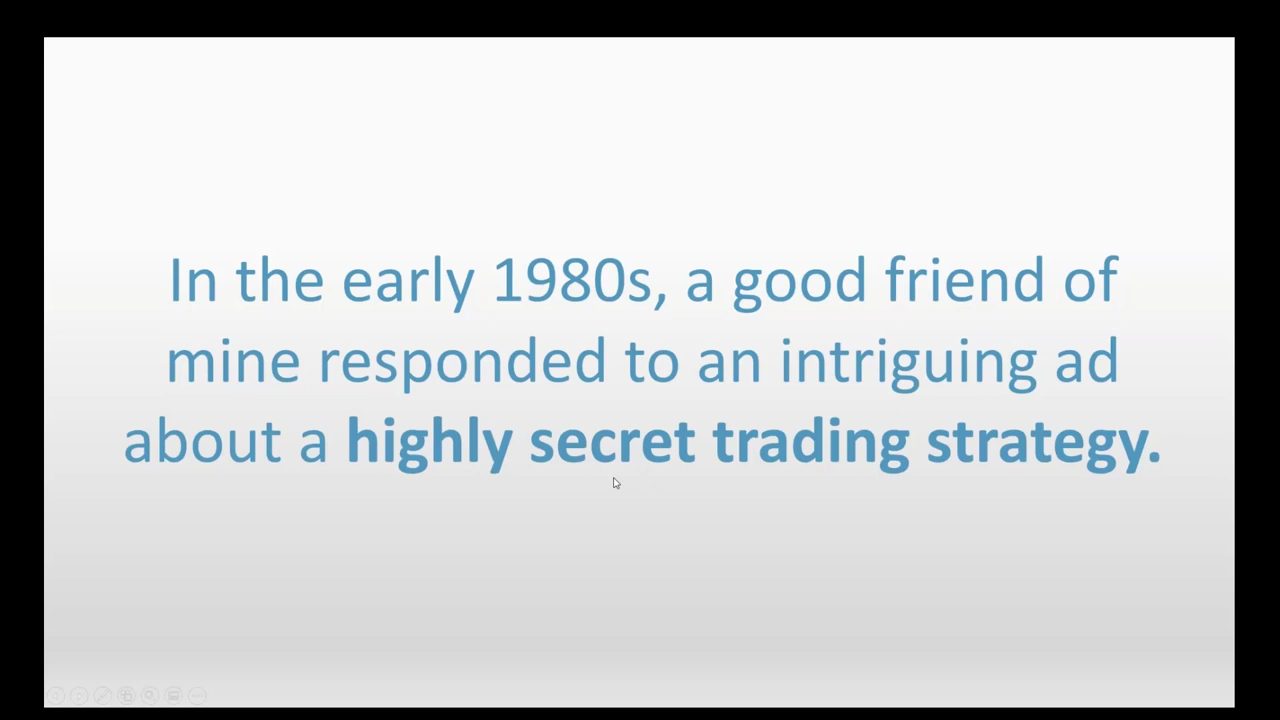 In the early 1980s, a good friend of
mine responded to an intriguing ad
about a highly secret trading strategy.